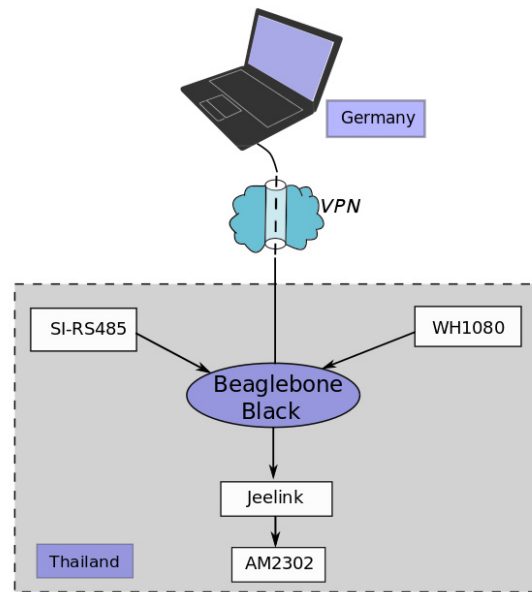 Germany
VPN
SI-RS485
WH1080
Beaglebone
Black
Jeelink
AM2302
Thailand